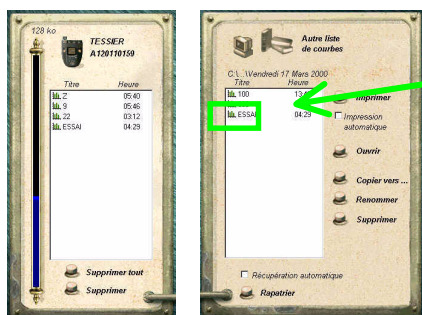 128 ko
TESSIER
A120110159
Titre Heure
Z 05:40
9 05:46
22 03:12
ESSAI 04:29
Supprimer tout
Supprimer
Autre liste
de courbes
C:\...\Vendredi 17 Mars 2000
Titre Heure
100
ESSAI 04:29
Imprimer
Impression
automatique
Ouvrir
Copier vers ...
Renommer
Supprimer
Récupération automatique
Rapatrier